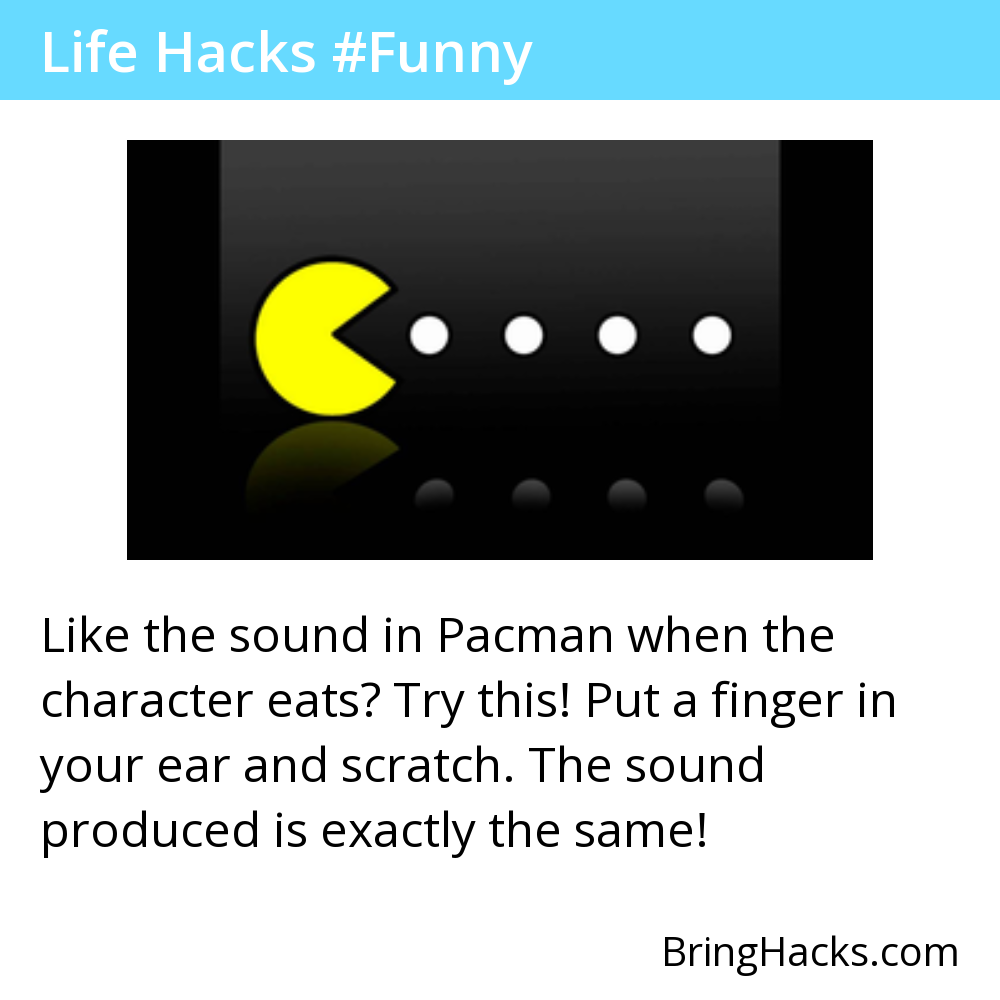 Life Hacks #Funny
Like the sound in Pacman when the
character eats? Try this! Put a finger in
your ear and scratch. The sound
produced is exactly the same!
BringHacks.com